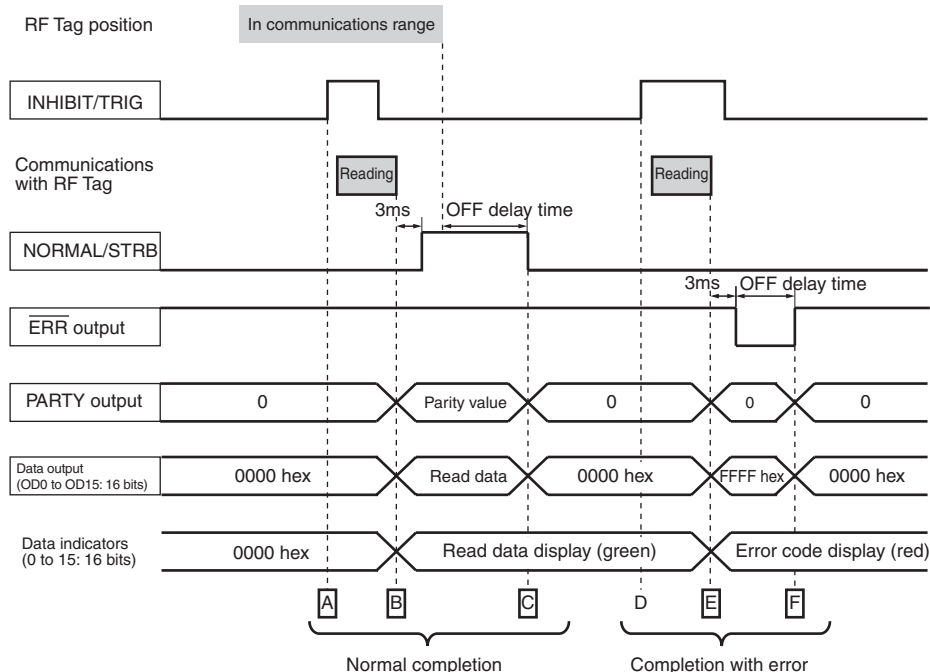 RF Tag position
In communications range
INHIBIT/TRIG
Communications
with RF Tag
Reading
Reading
3ms
OFF delay time
NORMAL/STRB
3ms
OFF delay time
ERR output
PARTY output
0
Parity value
0
0
0
Data output
(OD0 to OD15: 16 bits)
0000 hex
Read data
0000 hex
FFFF hex
0000 hex
Data indicators
(0 to 15: 16 bits)
0000 hex
Read data display (green)
Error code display (red)
A
B
C
D
E
F
Normal completion
Completion with error